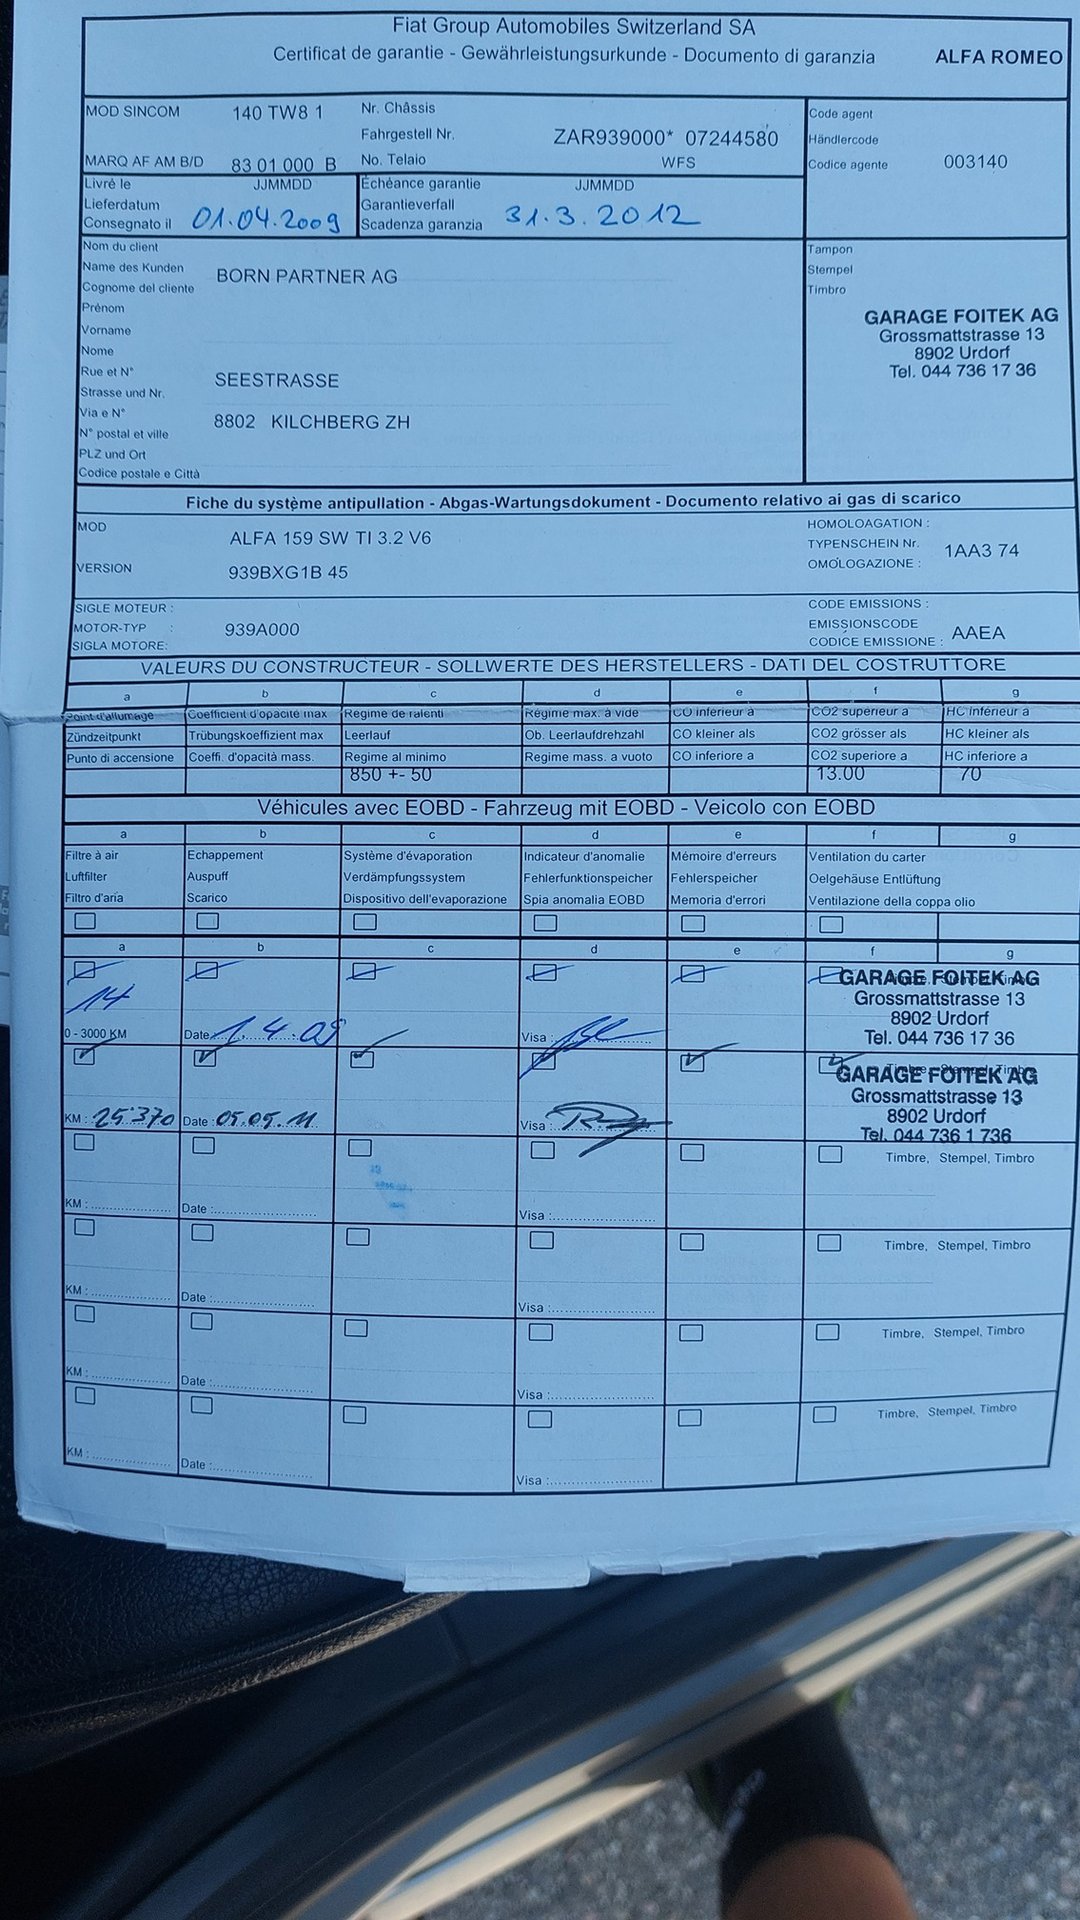 Fiat Group Automobiles Switzerland SA
Certificat de garantie - Gewährleistungsurkunde - Documento di garanzia ALFA ROMEO
MOD SINCOM 140 TW8 1
MARQ AF AM B/D 83 01 000 B
Nr. Châssis
Fahrgestell Nr. ZAR939000* 07244580
No. Telaio WFS
Code agent
Händlercode
Codice agente 003140
Livré le JJMMDD
Lieferdatum
Consegnato il 01.04.2009
Echéance garantie JJMMDD
Garantieverfall
Scadenza garanzia 31.3.2012
Nom du client
Name des Kunden BORN PARTNER AG
Cognome del cliente
Prénom
Vorname
Nome
Rue et N°
Strasse und Nr. SEESTRASSE
Via e N°
N° postal et ville 8802 KILCHBERG ZH
PLZ und Ort
Codice postale e Città
Tampon
Stempel
Timbro
GARAGE FOITEK AG
Grossmattstrasse 13
8902 Urdorf
Tel. 044 736 17 36
Fiche du système antipullation - Abgas-Wartungsdokument - Documento relativo ai gas di scarico
MOD ALFA 159 SW TI 3.2 V6
VERSION 939BXG1B 45
HOMOLOAGATION :
TYPENSCHEIN Nr. 1AA3 74
OMOLOGAZIONE :
SIGLE MOTEUR :
MOTOR-TYP : 939A000
SIGLA MOTORE:
CODE EMISSIONS :
EMISSIONSCODE
CODICE EMISSIONE : AAEA
VALEURS DU CONSTRUCTEUR - SOLLWERTE DES HERSTELLERS - DATI DEL COSTRUTTORE
a b c d e f g
Point d'allumage Coefficient d'opacité max Régime de ralenti Régime max. à vide CO inférieur à CO2 supérieur à HC inférieur à
Zündzeitpunkt Trübungskoeffizient max Leerlauf Ob. Leerlaufdrehzahl CO kleiner als CO2 grösser als HC kleiner als
Punto di accensione Coeffi. d'opacità mass. Regime al minimo Regime mass. a vuoto CO inferiore a CO2 superiore a HC inferiore a
850 +- 50 13.00 70
Véhicules avec EOBD - Fahrzeug mit EOBD - Veicolo con EOBD
a b c d e f g
Filtre à air Echappement Système d'évaporation Indicateur d'anomalie Mémoire d'erreurs Ventilation du carter
Luftfilter Auspuff Verdämpfungssystem Fehlerfunktionspeicher Fehlerspeicher Oelgehäuse Entlüftung
Filtro d'aria Scarico Dispositivo dell'evaporazione Spia anomalia EOBD Memoria d'errori Ventilazione della coppa olio
a b c d e f g
14
0 - 3000 KM Date 1.4.09 Visa :
Timbre, Stempel, Timbro
GARAGE FOITEK AG
Grossmattstrasse 13
8902 Urdorf
Tel. 044 736 17 36
KM : 25'370 Date : 05.05.11 Visa :
Timbre, Stempel, Timbro
GARAGE FOITEK AG
Grossmattstrasse 13
8902 Urdorf
Tel. 044 736 1 736
Timbre, Stempel, Timbro
KM : Date : Visa :
Timbre, Stempel, Timbro
KM : Date : Visa :
Timbre, Stempel, Timbro
KM : Date : Visa :
Timbre, Stempel, Timbro
KM : Date : Visa :